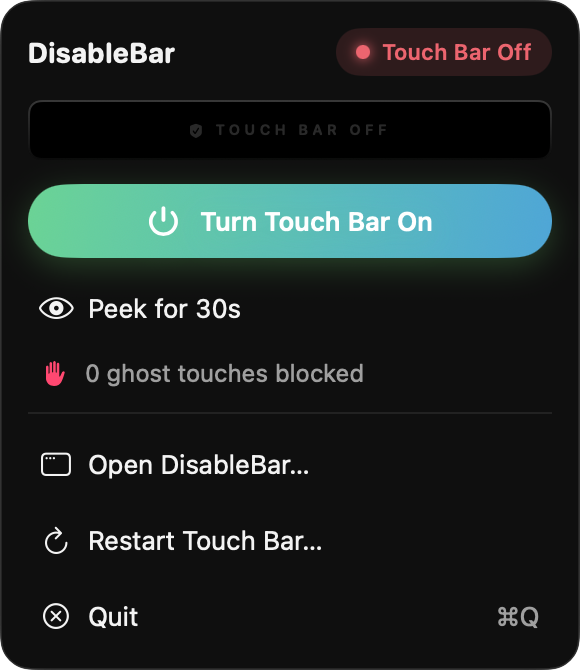 DisableBar
Touch Bar Off
TOUCH BAR OFF
Turn Touch Bar On
Peek for 30s
0 ghost touches blocked
Open DisableBar...
Restart Touch Bar...
Quit ⌘Q